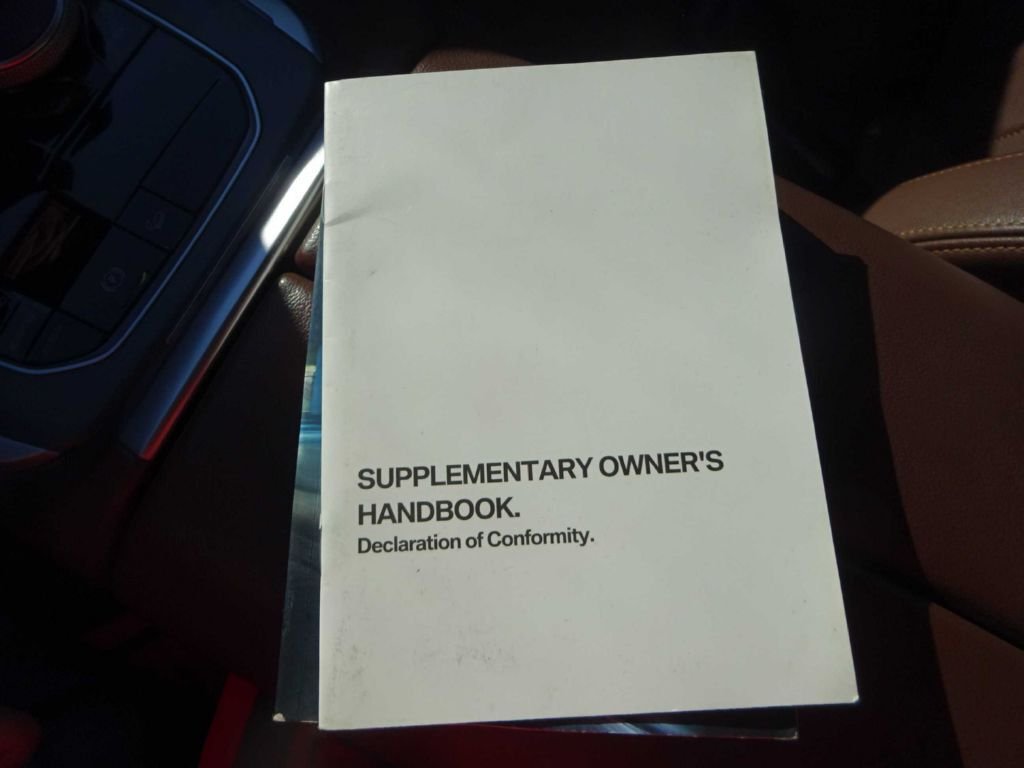 SUPPLEMENTARY OWNER'S
HANDBOOK.
Declaration of Conformity.